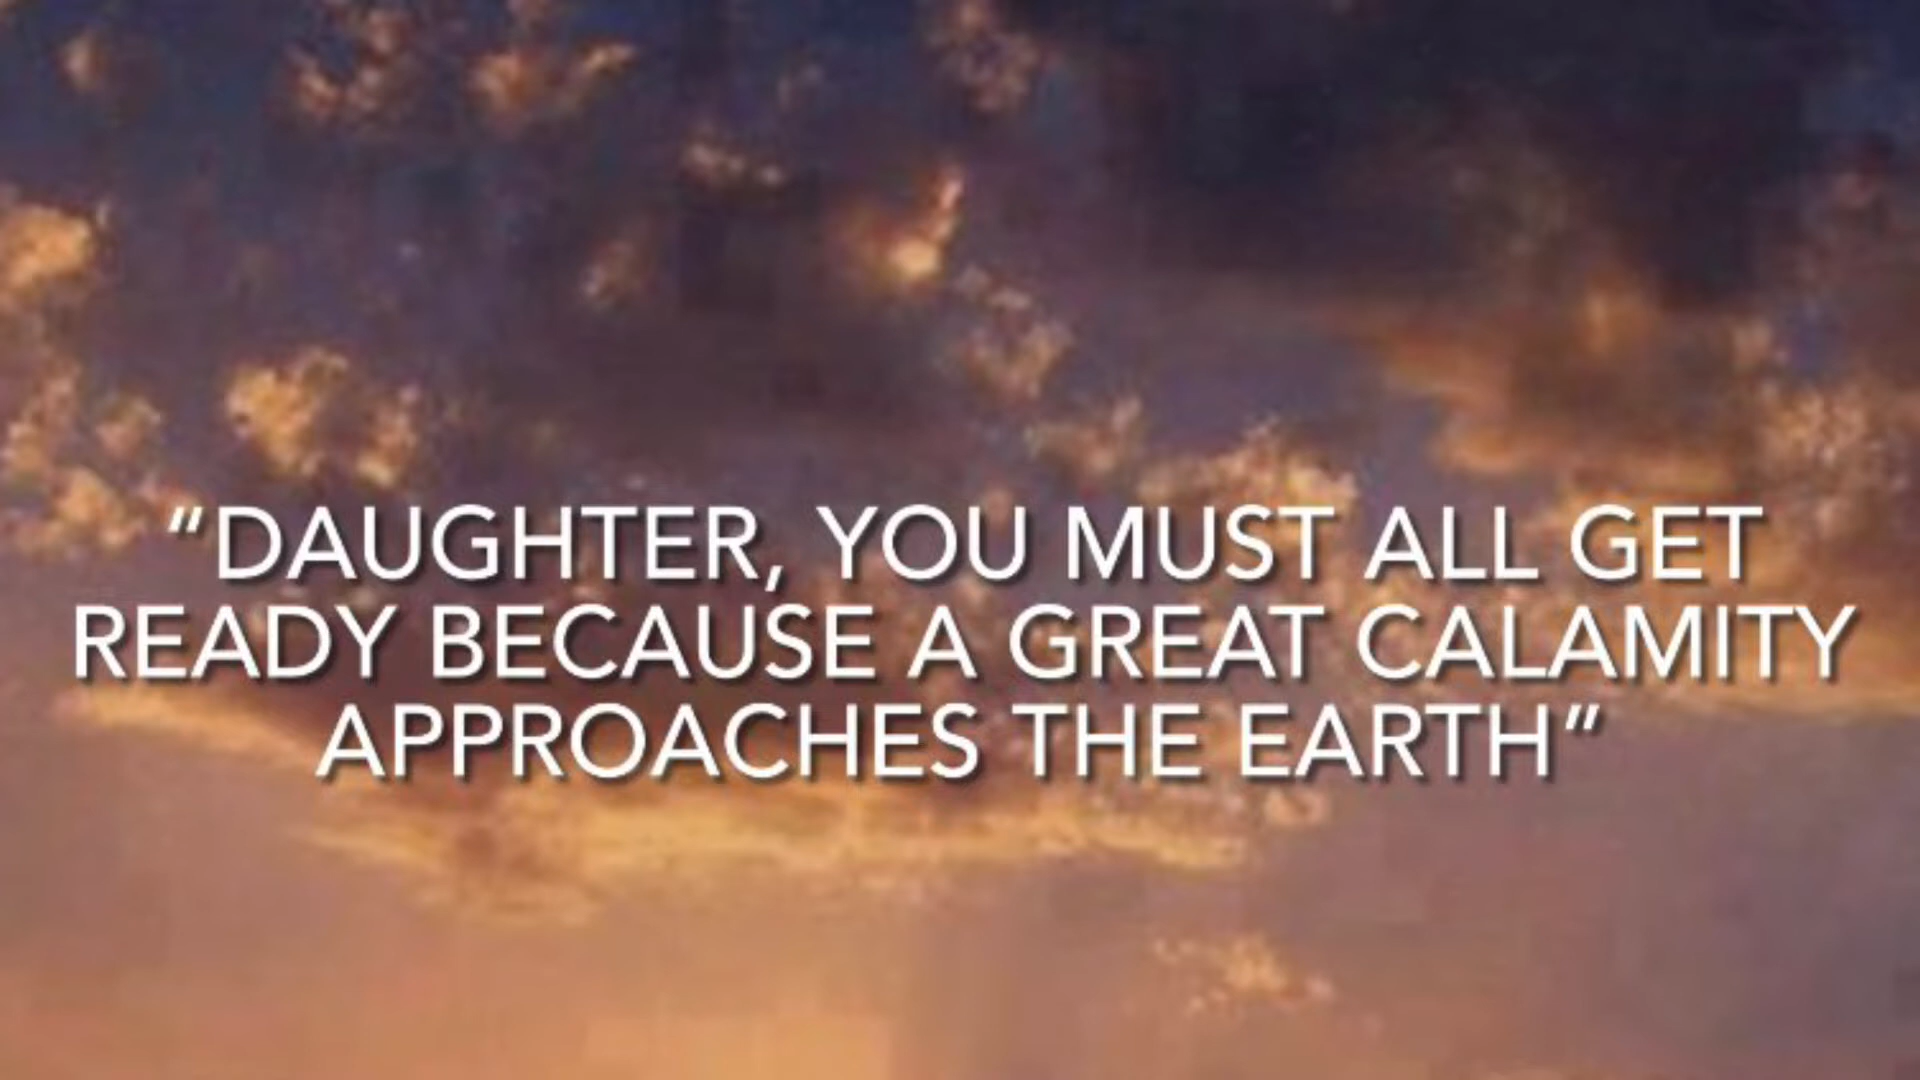 “DAUGHTER, YOU MUST ALL GET
READY BECAUSE A GREAT CALAMITY
APPROACHES THE EARTH”